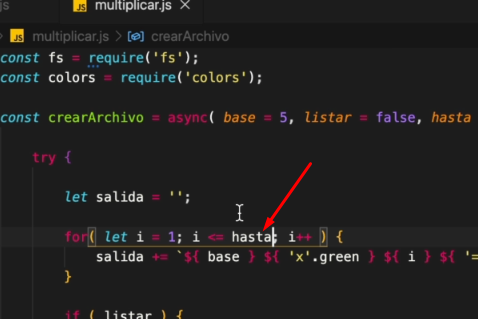 js
JS multiplicar.js ×
JS multiplicar.js > crearArchivo
const fs = require('fs');
const colors = require('colors');
const crearArchivo = async( base = 5, listar = false, hasta
try {
let salida = '';
for( let i = 1; i <= hasta; i++ ) {
salida += `${ base } ${ 'x'.green } ${ i } ${ '=
}
if ( listar ) {